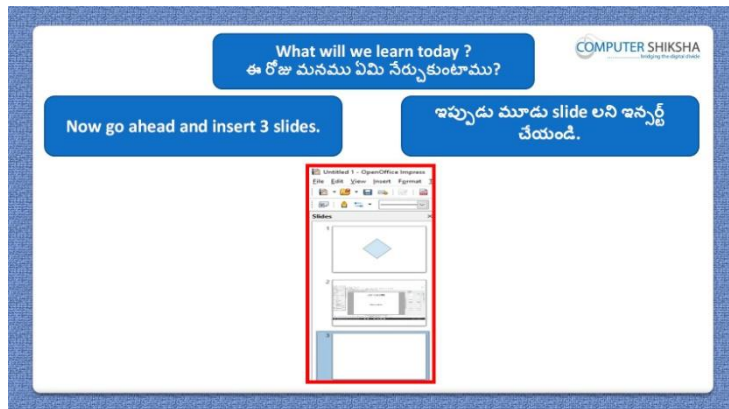 What will we learn today ?
ఈ రోజు మనము ఏమి నేర్చుకుంటాము?
COMPUTER SHIKSHA
bridging the digital divide
Now go ahead and insert 3 slides.
ఇప్పుడు మూడు slide లని ఇన్సర్ట్
చేయండి.
Untitled 1 - OpenOffice Impress
File Edit View Insert Format
Slides
1
2
3